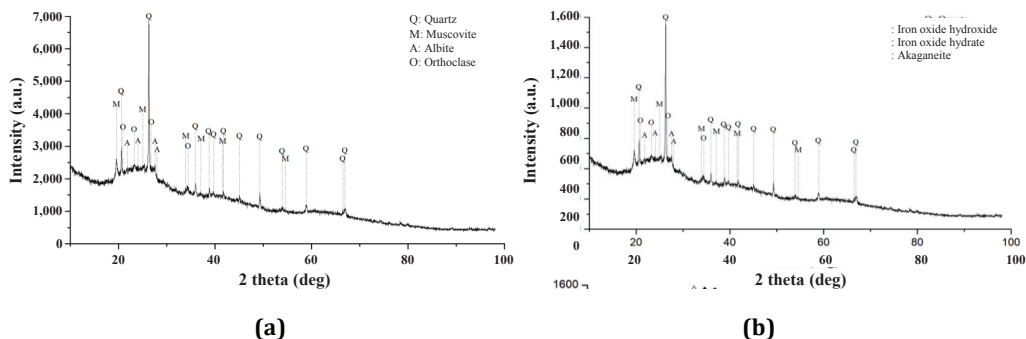 7,000
6,000
5,000
4,000
3,000
2,000
1,000
0
Intensity (a.u.)
Q: Quartz
M: Muscovite
A: Albite
O: Orthoclase
Q
Q
M
O
O
A
A
M
O
A
A
M
O
Q
M
Q
Q
Q
M
Q
Q
Q
M
Q
Q
Q
20 40 60 80 100
2 theta (deg)
(a)
1,600
1,400
1,200
1,000
800
600
400
200
0
Intensity (a.u.)
: Iron oxide hydroxide
: Iron oxide hydrate
: Akaganeite
Q
Q
M
O
O
A
A
M
O
A
A
M
O
Q
M
Q
Q
Q
M
Q
Q
Q
M
Q
Q
Q
20 40 60 80 100
2 theta (deg)
1600
(b)